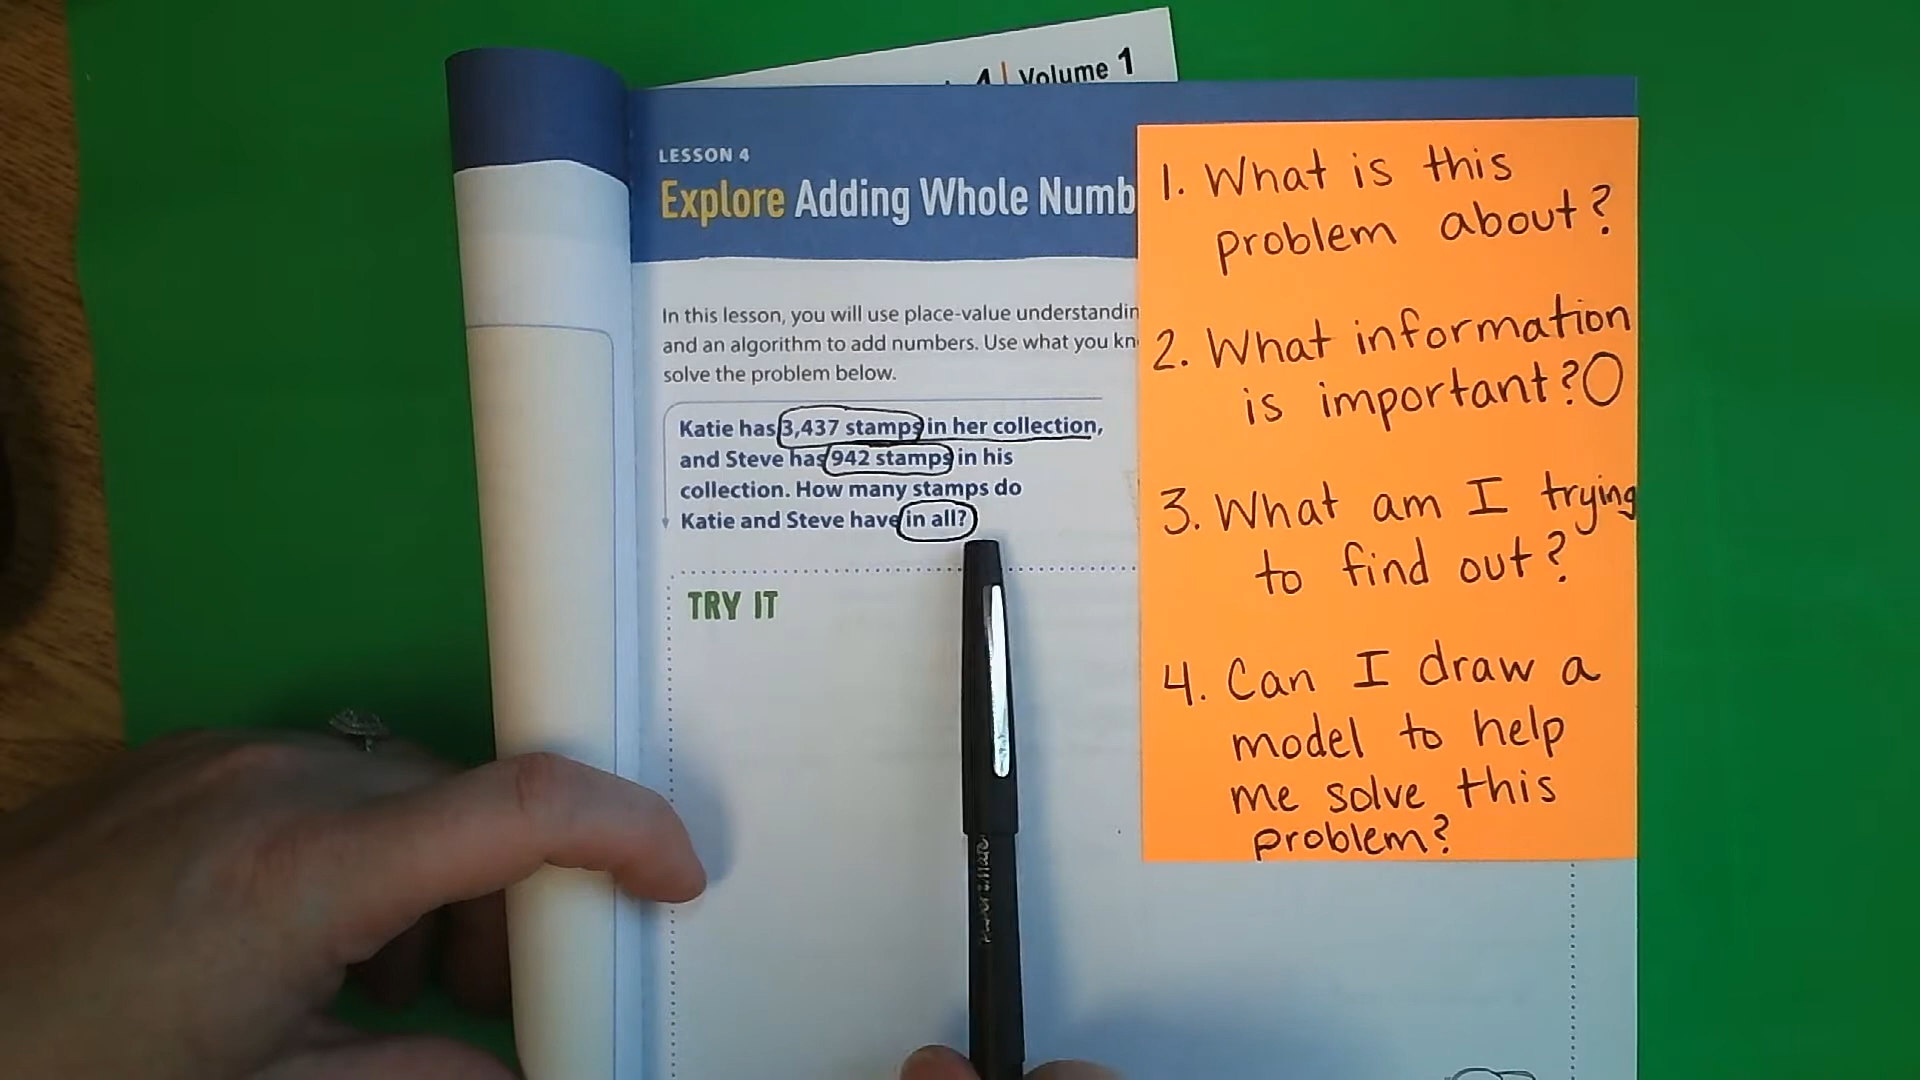 4 | Volume 1
LESSON 4
Explore Adding Whole Numb
In this lesson, you will use place-value understandin
and an algorithm to add numbers. Use what you kn
solve the problem below.
Katie has 3,437 stamps in her collection,
and Steve has 942 stamps in his
collection. How many stamps do
Katie and Steve have in all?
TRY IT
1. What is this
problem about?
2. What information
is important?
3. What am I trying
to find out?
4. Can I draw a
model to help
me solve this
problem?
Paper Mate